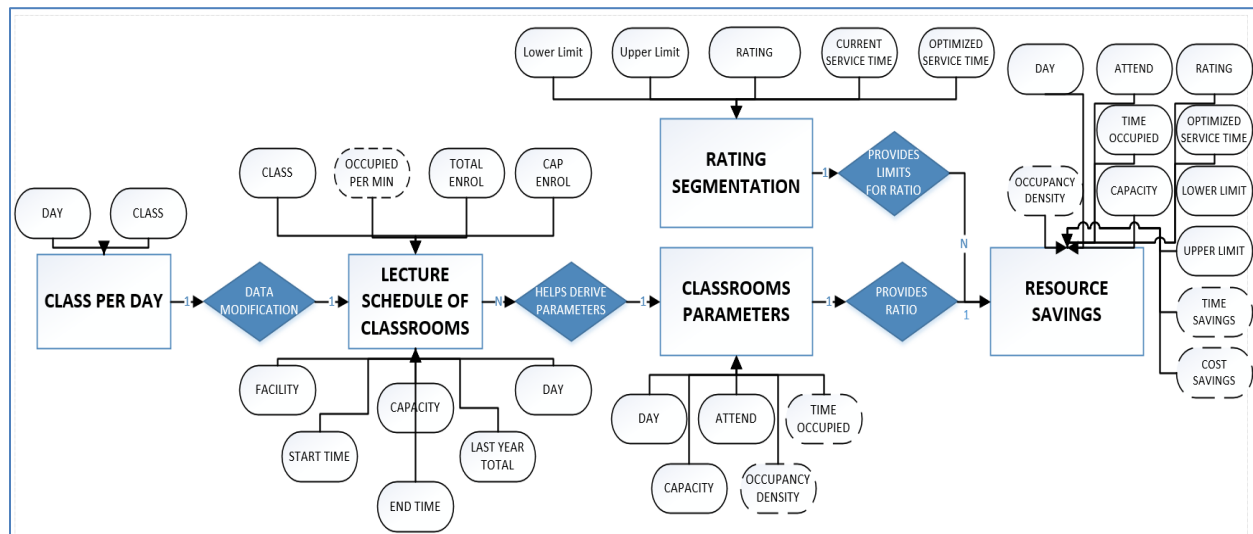 Lower Limit
Upper Limit
RATING
CURRENT
SERVICE TIME
OPTIMIZED
SERVICE TIME
DAY
ATTEND
RATING
TIME
OCCUPIED
OPTIMIZED
SERVICE TIME
OCCUPANCY
DENSITY
CAPACITY
LOWER LIMIT
UPPER LIMIT
TIME
SAVINGS
COST
SAVINGS
RATING
SEGMENTATION
1
PROVIDES
LIMITS
FOR RATIO
N
CLASS
OCCUPIED
PER MIN
TOTAL
ENROL
CAP
ENROL
DAY
CLASS
CLASS PER DAY
1
DATA
MODIFICATION
1
LECTURE
SCHEDULE OF
CLASSROOMS
N
HELPS DERIVE
PARAMETERS
1
CLASSROOMS
PARAMETERS
1
PROVIDES
RATIO
1
RESOURCE
SAVINGS
FACILITY
CAPACITY
DAY
START TIME
LAST YEAR
TOTAL
END TIME
DAY
ATTEND
TIME
OCCUPIED
CAPACITY
OCCUPANCY
DENSITY